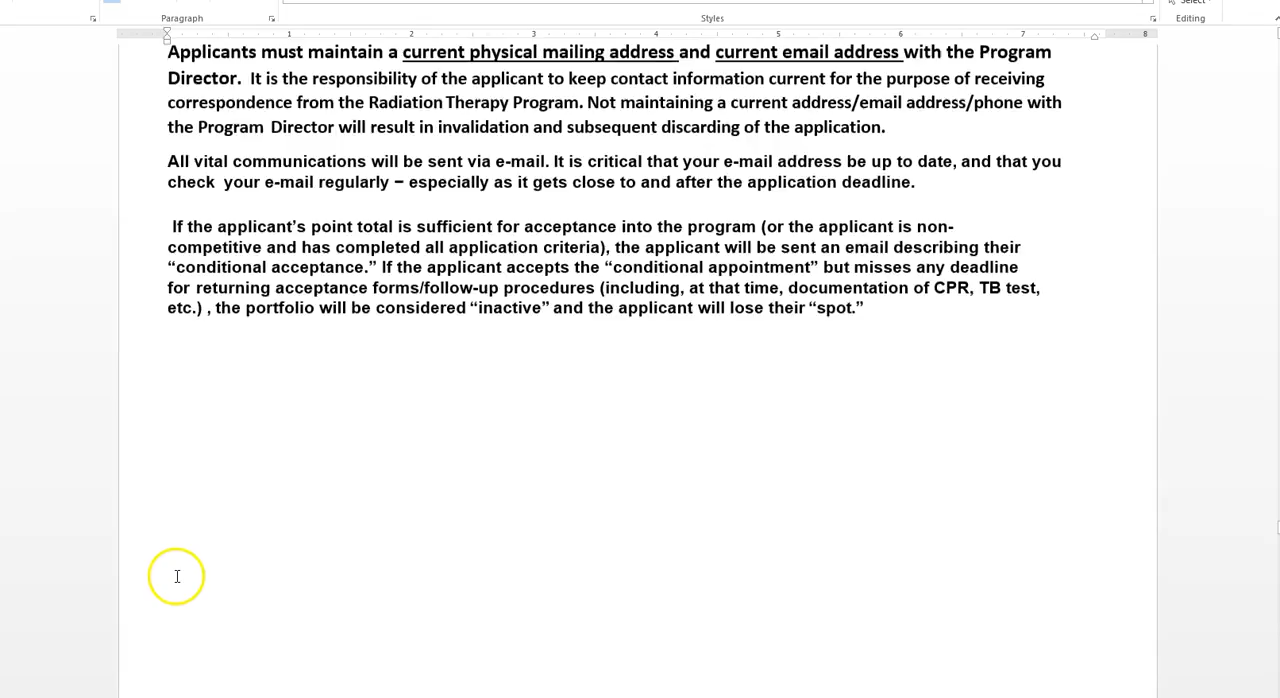 Select
Paragraph
Styles
Editing
1 2 3 4 5 6 7 8
Applicants must maintain a current physical mailing address and current email address with the Program
Director. It is the responsibility of the applicant to keep contact information current for the purpose of receiving
correspondence from the Radiation Therapy Program. Not maintaining a current address/email address/phone with
the Program Director will result in invalidation and subsequent discarding of the application.
All vital communications will be sent via e-mail. It is critical that your e-mail address be up to date, and that you
check your e-mail regularly – especially as it gets close to and after the application deadline.
If the applicant’s point total is sufficient for acceptance into the program (or the applicant is non-
competitive and has completed all application criteria), the applicant will be sent an email describing their
“conditional acceptance.” If the applicant accepts the “conditional appointment” but misses any deadline
for returning acceptance forms/follow-up procedures (including, at that time, documentation of CPR, TB test,
etc.) , the portfolio will be considered “inactive” and the applicant will lose their “spot.”